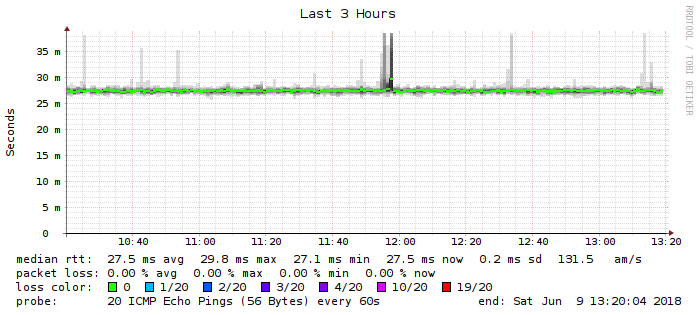 Last 3 Hours
RRDTOOL / TOBI OETIKER
Seconds
35 m
30 m
25 m
20 m
15 m
10 m
5 m
0
10:40 11:00 11:20 11:40 12:00 12:20 12:40 13:00 13:20
median rtt: 27.5 ms avg 29.8 ms max 27.1 ms min 27.5 ms now 0.2 ms sd 131.5 am/s
packet loss: 0.00 % avg 0.00 % max 0.00 % min 0.00 % now
loss color: 0 1/20 2/20 3/20 4/20 10/20 19/20
probe: 20 ICMP Echo Pings (56 Bytes) every 60s end: Sat Jun 9 13:20:04 2018